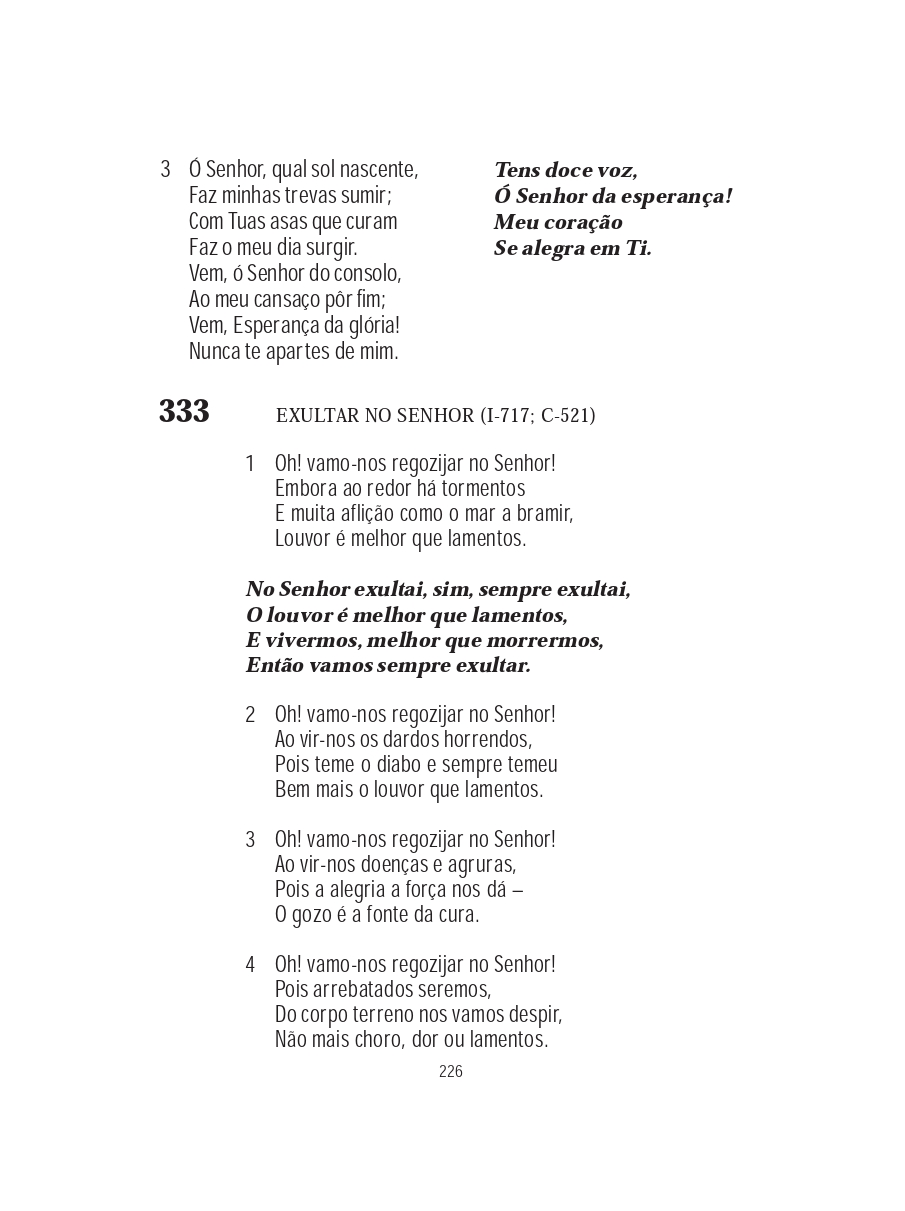 3 Ó Senhor, qual sol nascente,
Faz minhas trevas sumir;
Com Tuas asas que curam
Faz o meu dia surgir.
Vem, ó Senhor do consolo,
Ao meu cansaço pôr fim;
Vem, Esperança da glória!
Nunca te apartes de mim.
Tens doce voz,
Ó Senhor da esperança!
Meu coração
Se alegra em Ti.
333 EXULTAR NO SENHOR (I-717; C-521)
1 Oh! vamo-nos regozijar no Senhor!
Embora ao redor há tormentos
E muita aflição como o mar a bramir,
Louvor é melhor que lamentos.
No Senhor exultai, sim, sempre exultai,
O louvor é melhor que lamentos,
E vivermos, melhor que morrermos,
Então vamos sempre exultar.
2 Oh! vamo-nos regozijar no Senhor!
Ao vir-nos os dardos horrendos,
Pois teme o diabo e sempre temeu
Bem mais o louvor que lamentos.
3 Oh! vamo-nos regozijar no Senhor!
Ao vir-nos doenças e agruras,
Pois a alegria a força nos dá –
O gozo é a fonte da cura.
4 Oh! vamo-nos regozijar no Senhor!
Pois arrebatados seremos,
Do corpo terreno nos vamos despir,
Não mais choro, dor ou lamentos.
226